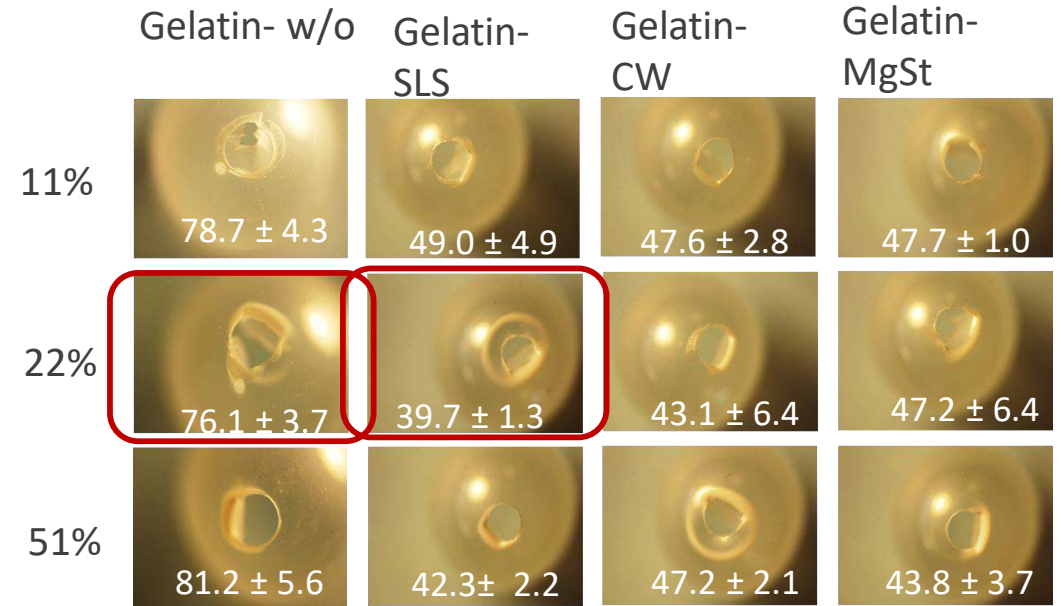 Gelatin- w/o
Gelatin-
SLS
Gelatin-
CW
Gelatin-
MgSt
11%
78.7 ± 4.3
49.0 ± 4.9
47.6 ± 2.8
47.7 ± 1.0
22%
76.1 ± 3.7
39.7 ± 1.3
43.1 ± 6.4
47.2 ± 6.4
51%
81.2 ± 5.6
42.3± 2.2
47.2 ± 2.1
43.8 ± 3.7